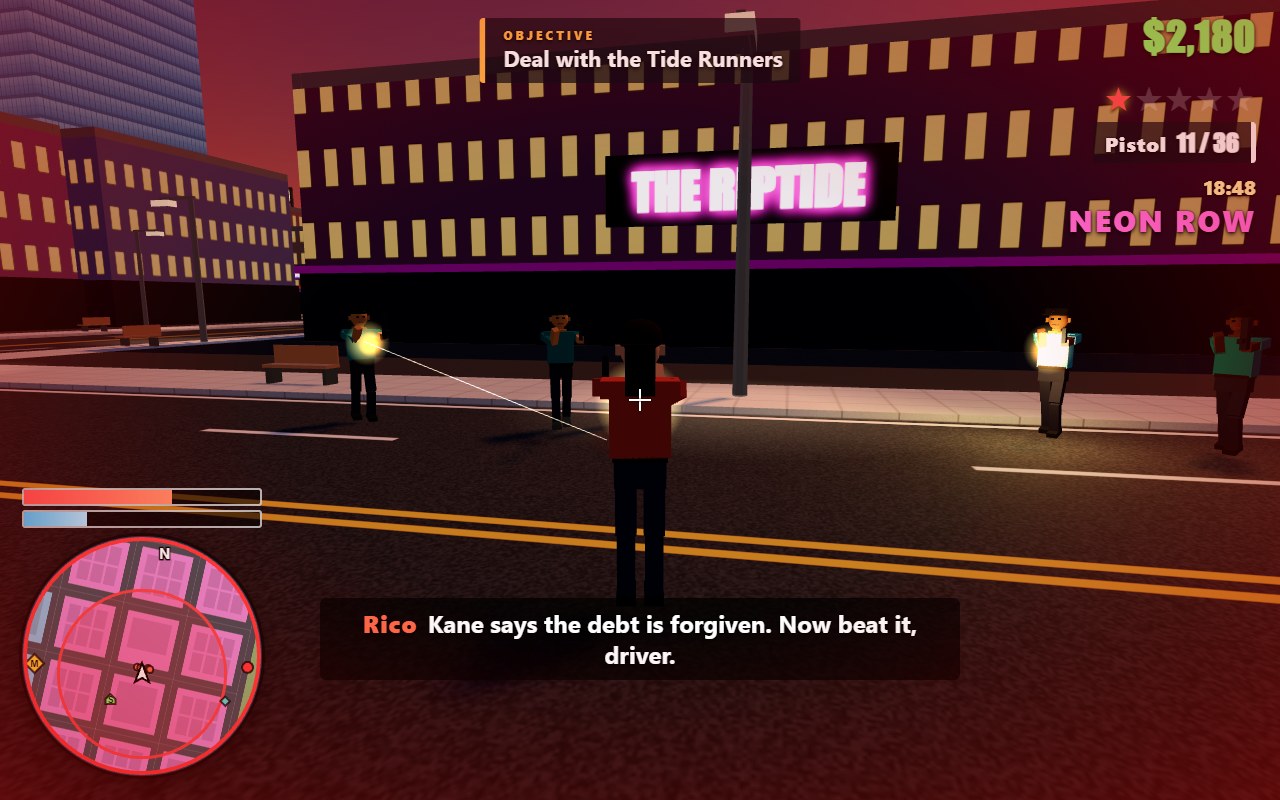 OBJECTIVE
Deal with the Tide Runners
$2,180
Pistol 11/36
18:48
NEON ROW
THE RIPTIDE
N
M
Rico Kane says the debt is forgiven. Now beat it,
driver.